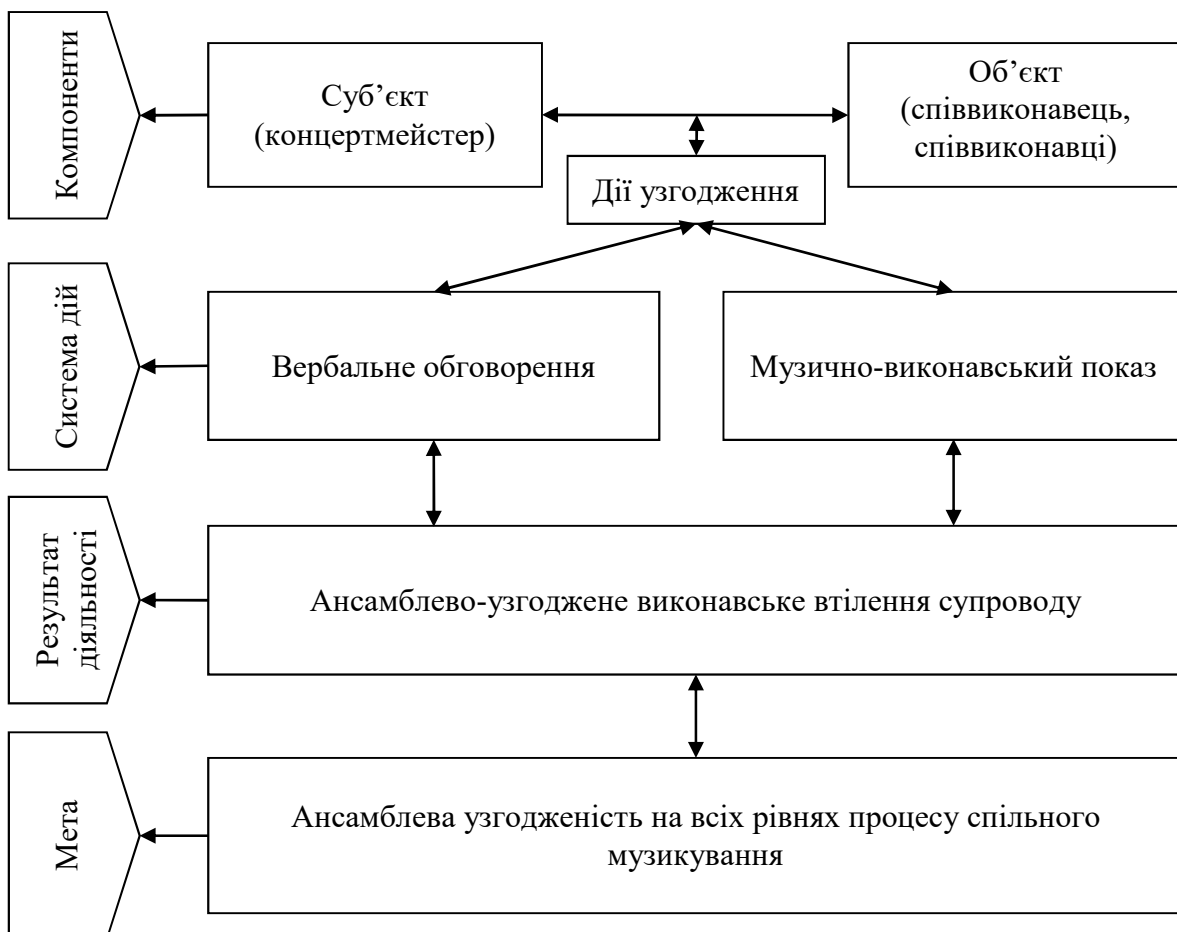 Компоненти
Суб’єкт
(концертмейстер)
Об’єкт
(співвиконавець,
співвиконавці)
Дії узгодження
Система дій
Вербальне обговорення
Музично-виконавський показ
Результат
діяльності
Ансамблево-узгоджене виконавське втілення супроводу
Мета
Ансамблева узгодженість на всіх рівнях процесу спільного
музикування